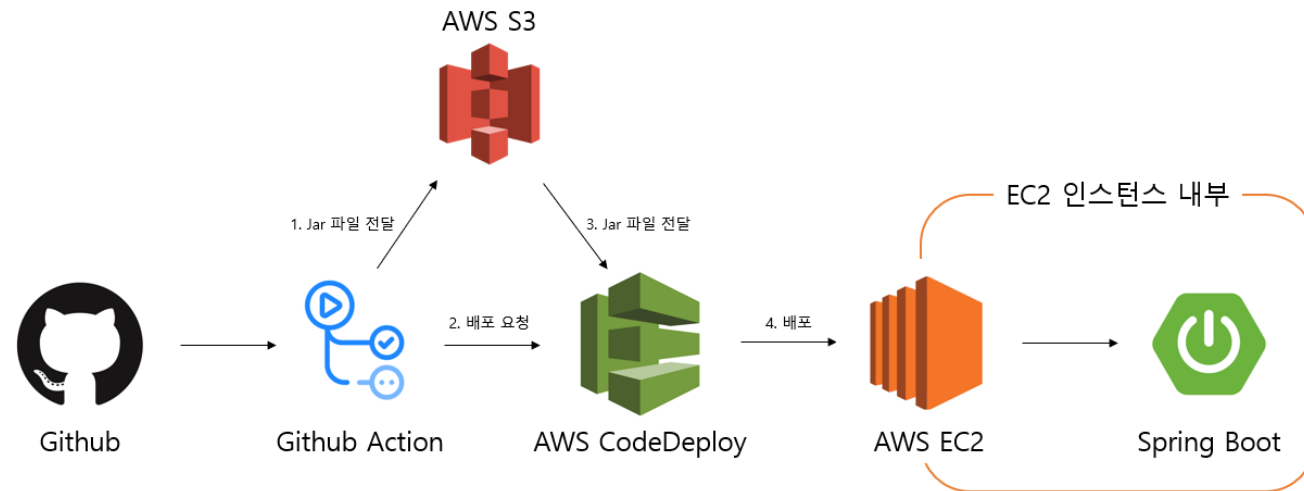 AWS S3
EC2 인스턴스 내부
1. Jar 파일 전달
3. Jar 파일 전달
2. 배포 요청
4. 배포
Github
Github Action
AWS CodeDeploy
AWS EC2
Spring Boot